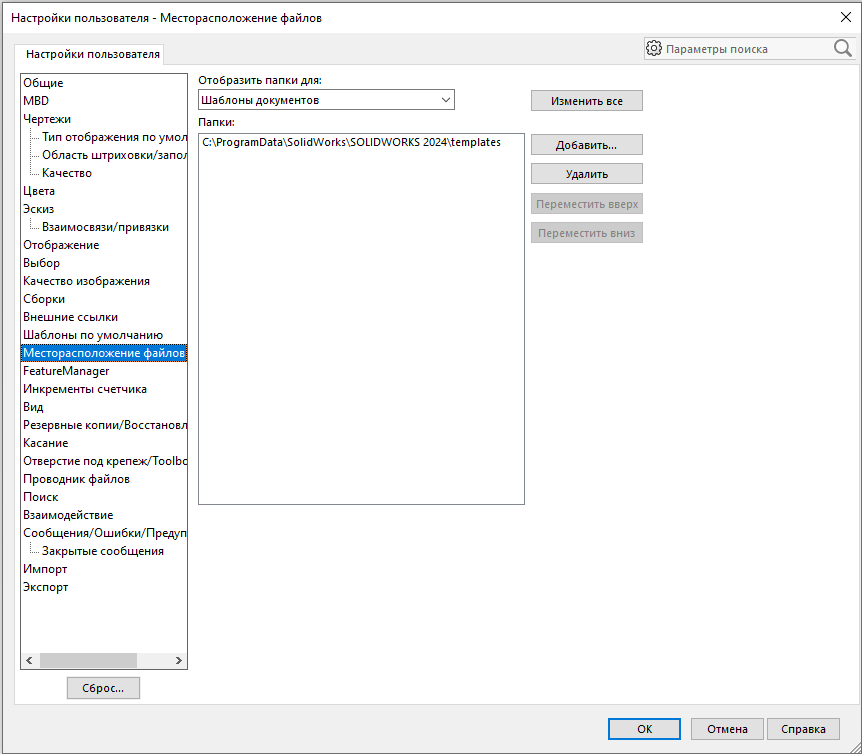 Настройки пользователя - Месторасположение файлов
Настройки пользователя
Параметры поиска
Общие
MBD
Чертежи
Тип отображения по умол
Область штриховки/запол
Качество
Цвета
Эскиз
Взаимосвязи/привязки
Отображение
Выбор
Качество изображения
Сборки
Внешние ссылки
Шаблоны по умолчанию
Месторасположение файлов
FeatureManager
Инкременты счетчика
Вид
Резервные копии/Восстановл
Касание
Отверстие под крепеж/Toolbo
Проводник файлов
Поиск
Взаимодействие
Сообщения/Ошибки/Предуп
Закрытые сообщения
Импорт
Экспорт
Сброс...
Отобразить папки для:
Шаблоны документов
Папки:
C:\ProgramData\SolidWorks\SOLIDWORKS 2024\templates
Изменить все
Добавить...
Удалить
Переместить вверх
Переместить вниз
OK
Отмена
Справка